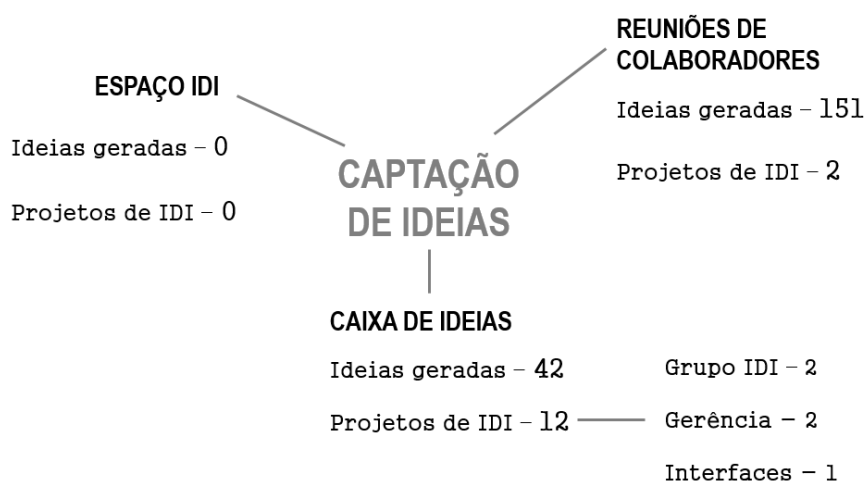 ESPAÇO IDI
Ideias geradas – 0
Projetos de IDI – 0
REUNIÕES DE
COLABORADORES
Ideias geradas – 151
Projetos de IDI – 2
CAPTAÇÃO
DE IDEIAS
CAIXA DE IDEIAS
Ideias geradas – 42
Projetos de IDI – 12
Grupo IDI – 2
Gerência – 2
Interfaces – 1